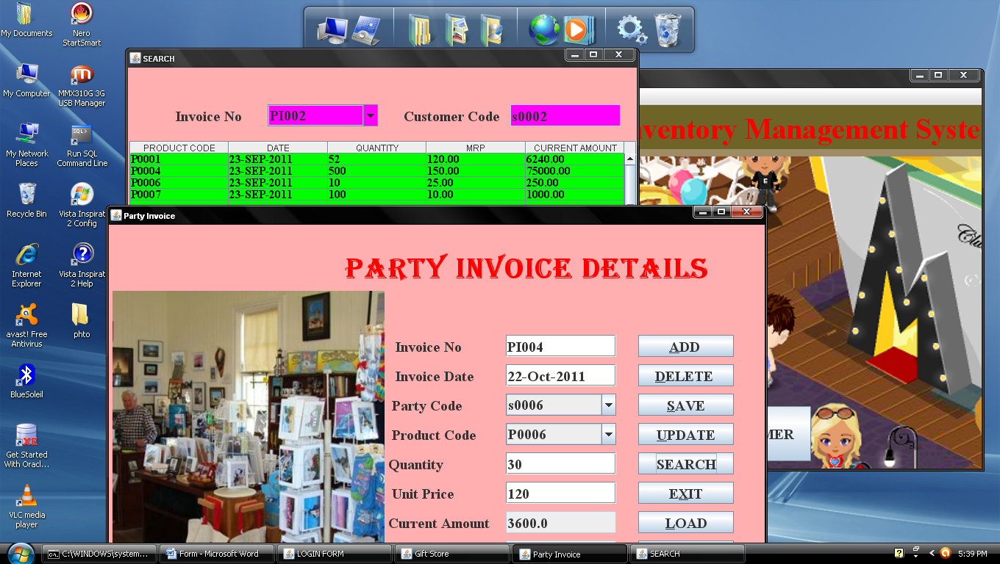 My Documents
Nero
StartSmart
My Computer
MMX310G 3G
USB Manager
My Network
Places
SQL>
Run SQL
Command Line
Recycle Bin
Vista Inspirat
2 Config
Internet
Explorer
Vista Inspirat
2 Help
avast! Free
Antivirus
phto
BlueSoleil
XE
Get Started
With Oracl...
VLC media
player
SEARCH
Invoice No
PI002
Customer Code
s0002
PRODUCT CODE DATE QUANTITY MRP CURRENT AMOUNT
P0001 23-SEP-2011 52 120.00 6240.00
P0004 23-SEP-2011 500 150.00 75000.00
P0006 23-SEP-2011 10 25.00 250.00
P0007 23-SEP-2011 100 10.00 1000.00
ventory Management Syste
MER
Party Invoice
PARTY INVOICE DETAILS
Invoice No PI004 ADD
Invoice Date 22-Oct-2011 DELETE
Party Code s0006 SAVE
Product Code P0006 UPDATE
Quantity 30 SEARCH
Unit Price 120 EXIT
Current Amount 3600.0 LOAD
C:\WINDOWS\system... Form - Microsoft Word LOGIN FORM Gift Store Party Invoice SEARCH 5:39 PM